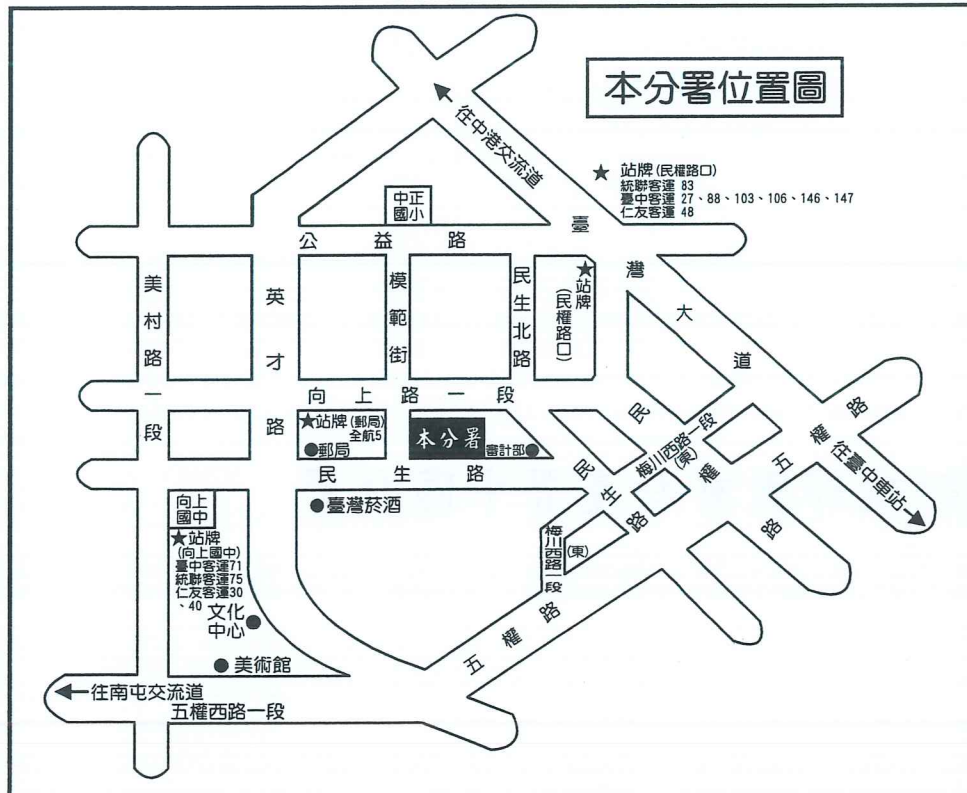 本分署位置圖
往中港交流道
★ 站牌 (民權路口)
統聯客運 83
臺中客運 27、88、103、106、146、147
仁友客運 48
中正
國小
公益路
臺灣大道
美村路一段
英才路
模範街
民生北路
★站牌
(民權路口)
向上路一段
★站牌 (郵局)
全航5
●郵局
本分署
審計部●
民生路
民權路
民生路
梅川西路一段
(東)
五權路
往臺中車站
向上
國中
●臺灣菸酒
★站牌
(向上國中)
臺中客運71
統聯客運75
仁友客運30
、40
文化
中心●
●美術館
梅川西路一段
(東)
五權路
往南屯交流道
五權西路一段